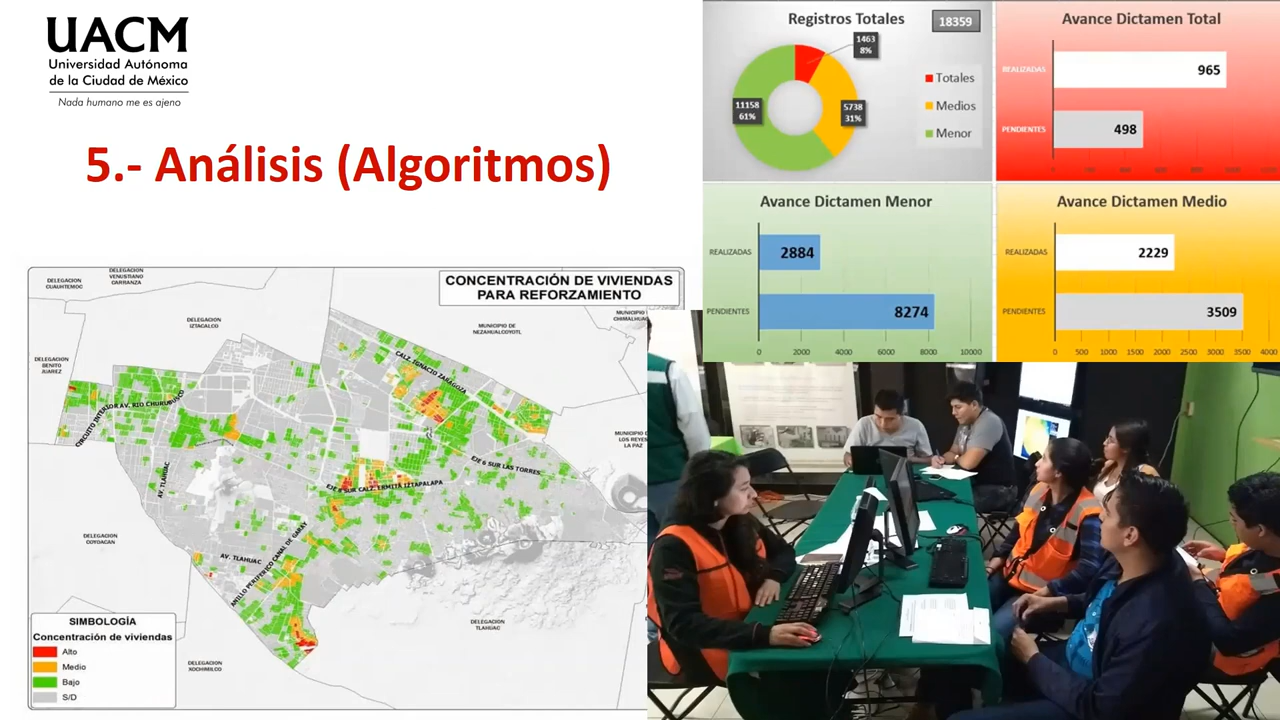 UACM
Universidad Autónoma
de la Ciudad de México
Nada humano me es ajeno
5.- Análisis (Algoritmos)
Registros Totales
18359
1463
8%
11158
61%
5738
31%
Totales
Medios
Menor
Avance Dictamen Total
REALIZADAS
965
PENDIENTES
498
Avance Dictamen Menor
REALIZADAS
2884
PENDIENTES
8274
0
2000
4000
6000
8000
10000
Avance Dictamen Medio
REALIZADAS
2229
PENDIENTES
3509
0
500
1000
1500
2000
2500
3000
3500
4000
CONCENTRACIÓN DE VIVIENDAS
PARA REFORZAMIENTO
DELEGACION
CUAUHTEMOC
DELEGACION
VENUSTIANO
CARRANZA
DELEGACION
IZTACALCO
MUNICIPIO DE
NEZAHUALCOYOTL
DELEGACION
BENITO
JUAREZ
CALZ. IGNACIO ZARAGOZA
CIRCUITO INTERIOR AV. RIO CHURUBUSCO
MUNICIPIO
LOS REYES
LA PAZ
EJE 6 SUR LAS TORRES
AV. TLAHUAC
EJE 8 SUR CALZ. ERMITA IZTAPALAPA
DELEGACION
COYOACAN
AV. TLAHUAC
ANILLO PERIFERICO CANAL DE GARAY
DELEGACION
TLAHUAC
DELEGACION
XOCHIMILCO
SIMBOLOGÍA
Concentración de viviendas
Alto
Medio
Bajo
S/D